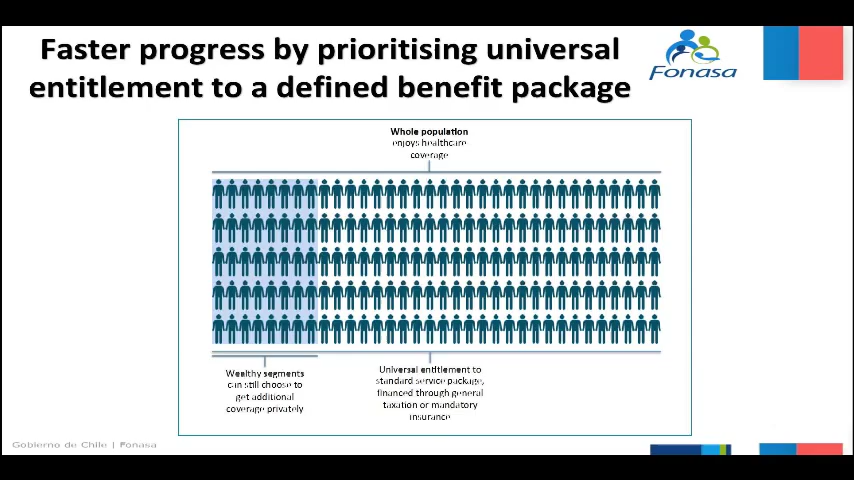 Faster progress by prioritising universal
entitlement to a defined benefit package
Fonasa
Whole population
enjoys healthcare
coverage
Wealthy segments
can still choose to
get additional
coverage privately
Universal entitlement to
standard service package,
financed through general
taxation or mandatory
insurance
Gobierno de Chile | Fonasa